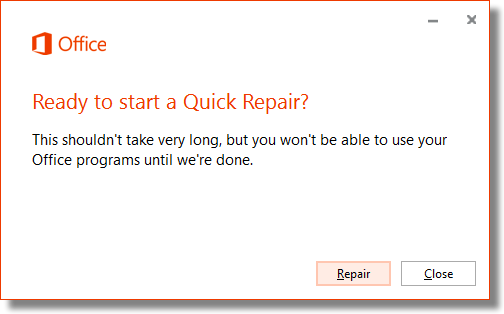 Office
Ready to start a Quick Repair?
This shouldn't take very long, but you won't be able to use your
Office programs until we're done.
Repair
Close